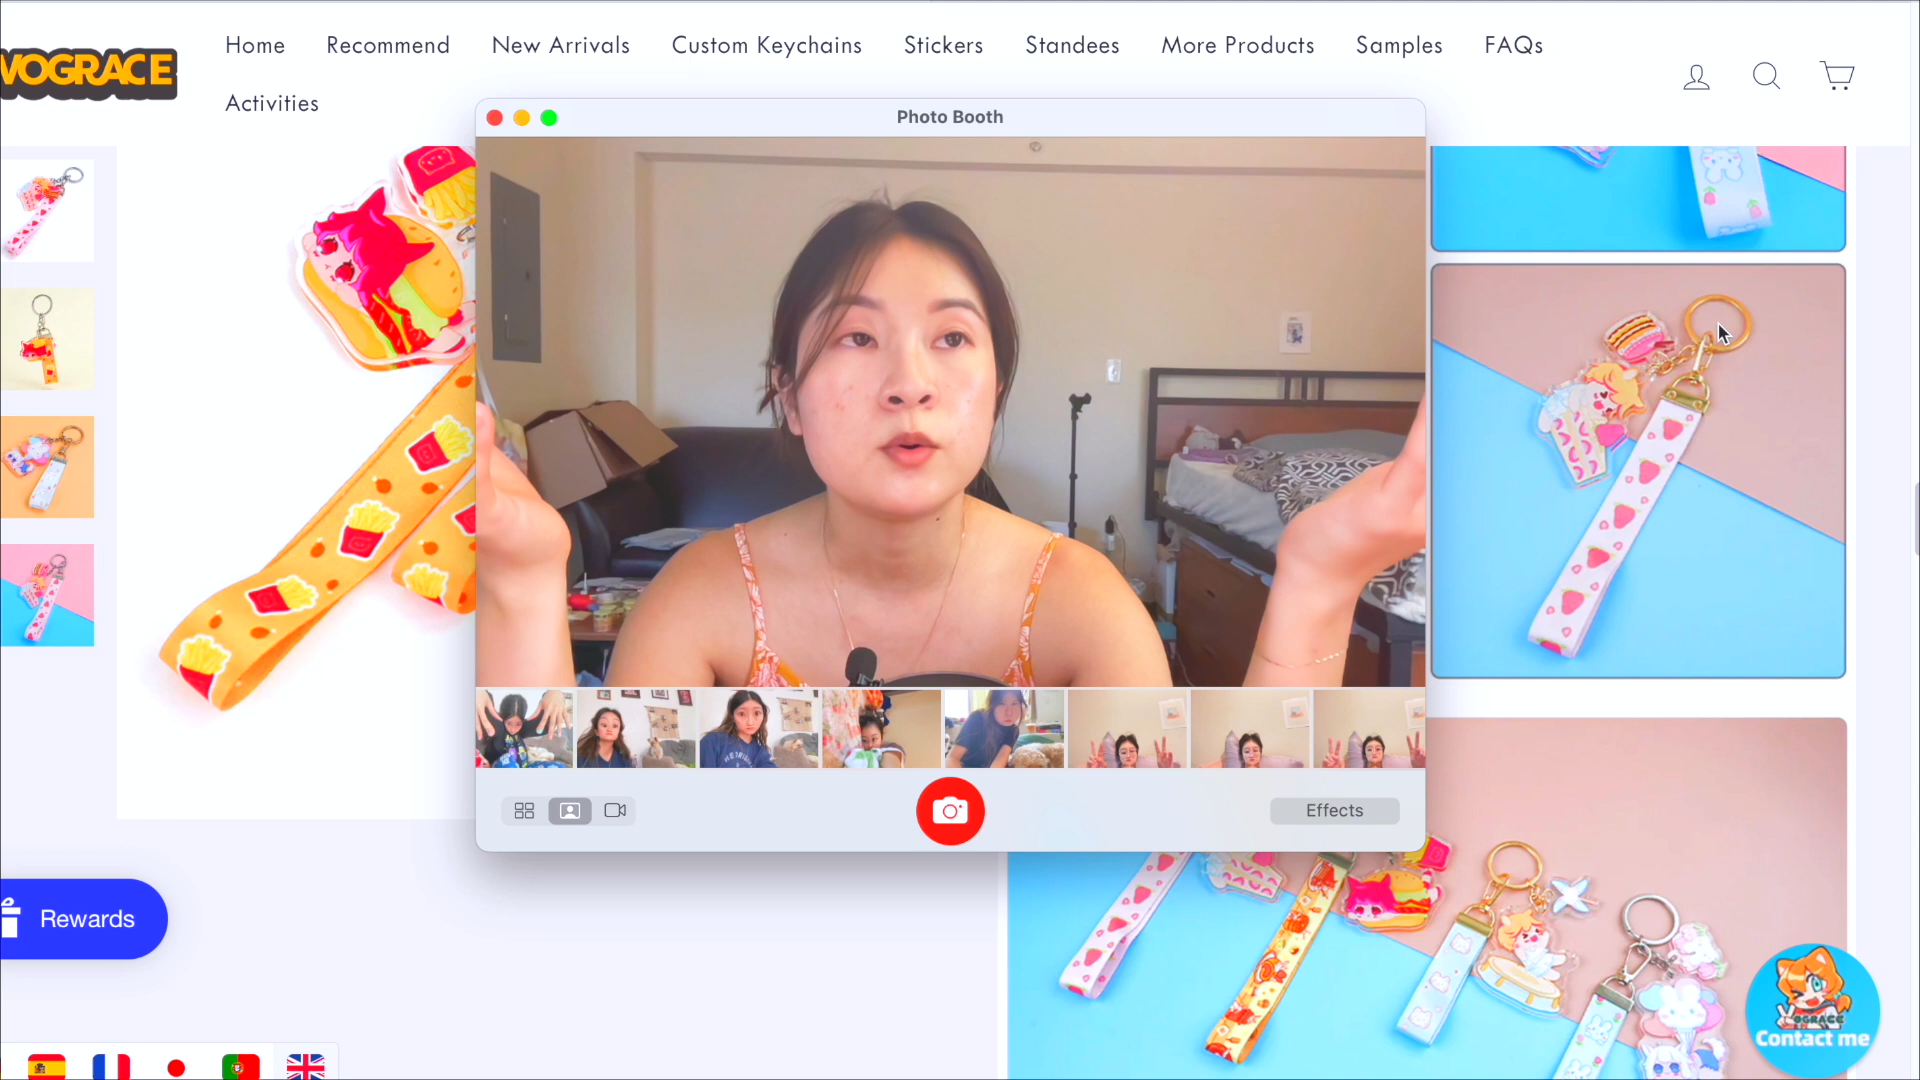 VOGRACE
Home Recommend New Arrivals Custom Keychains Stickers Standees More Products Samples FAQs
Activities
Photo Booth
Effects
Rewards
VOGRACE
Contact me